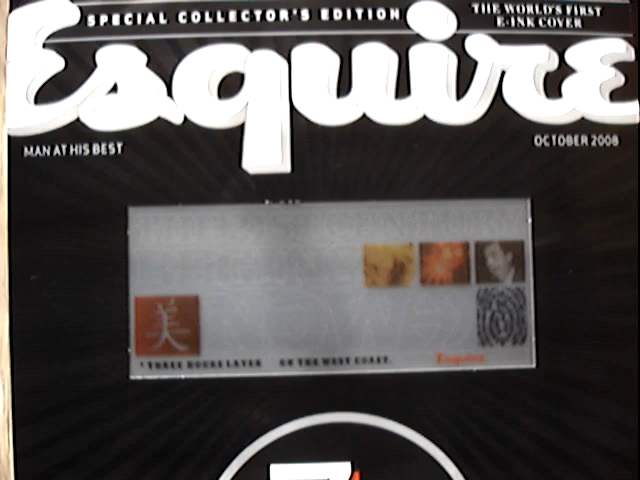 SPECIAL COLLECTOR'S EDITION
THE WORLD'S FIRST
E-INK COVER
Esquire
MAN AT HIS BEST
OCTOBER 2008
美
* THREE HOURS LATER ON THE WEST COAST.
Esquire
7